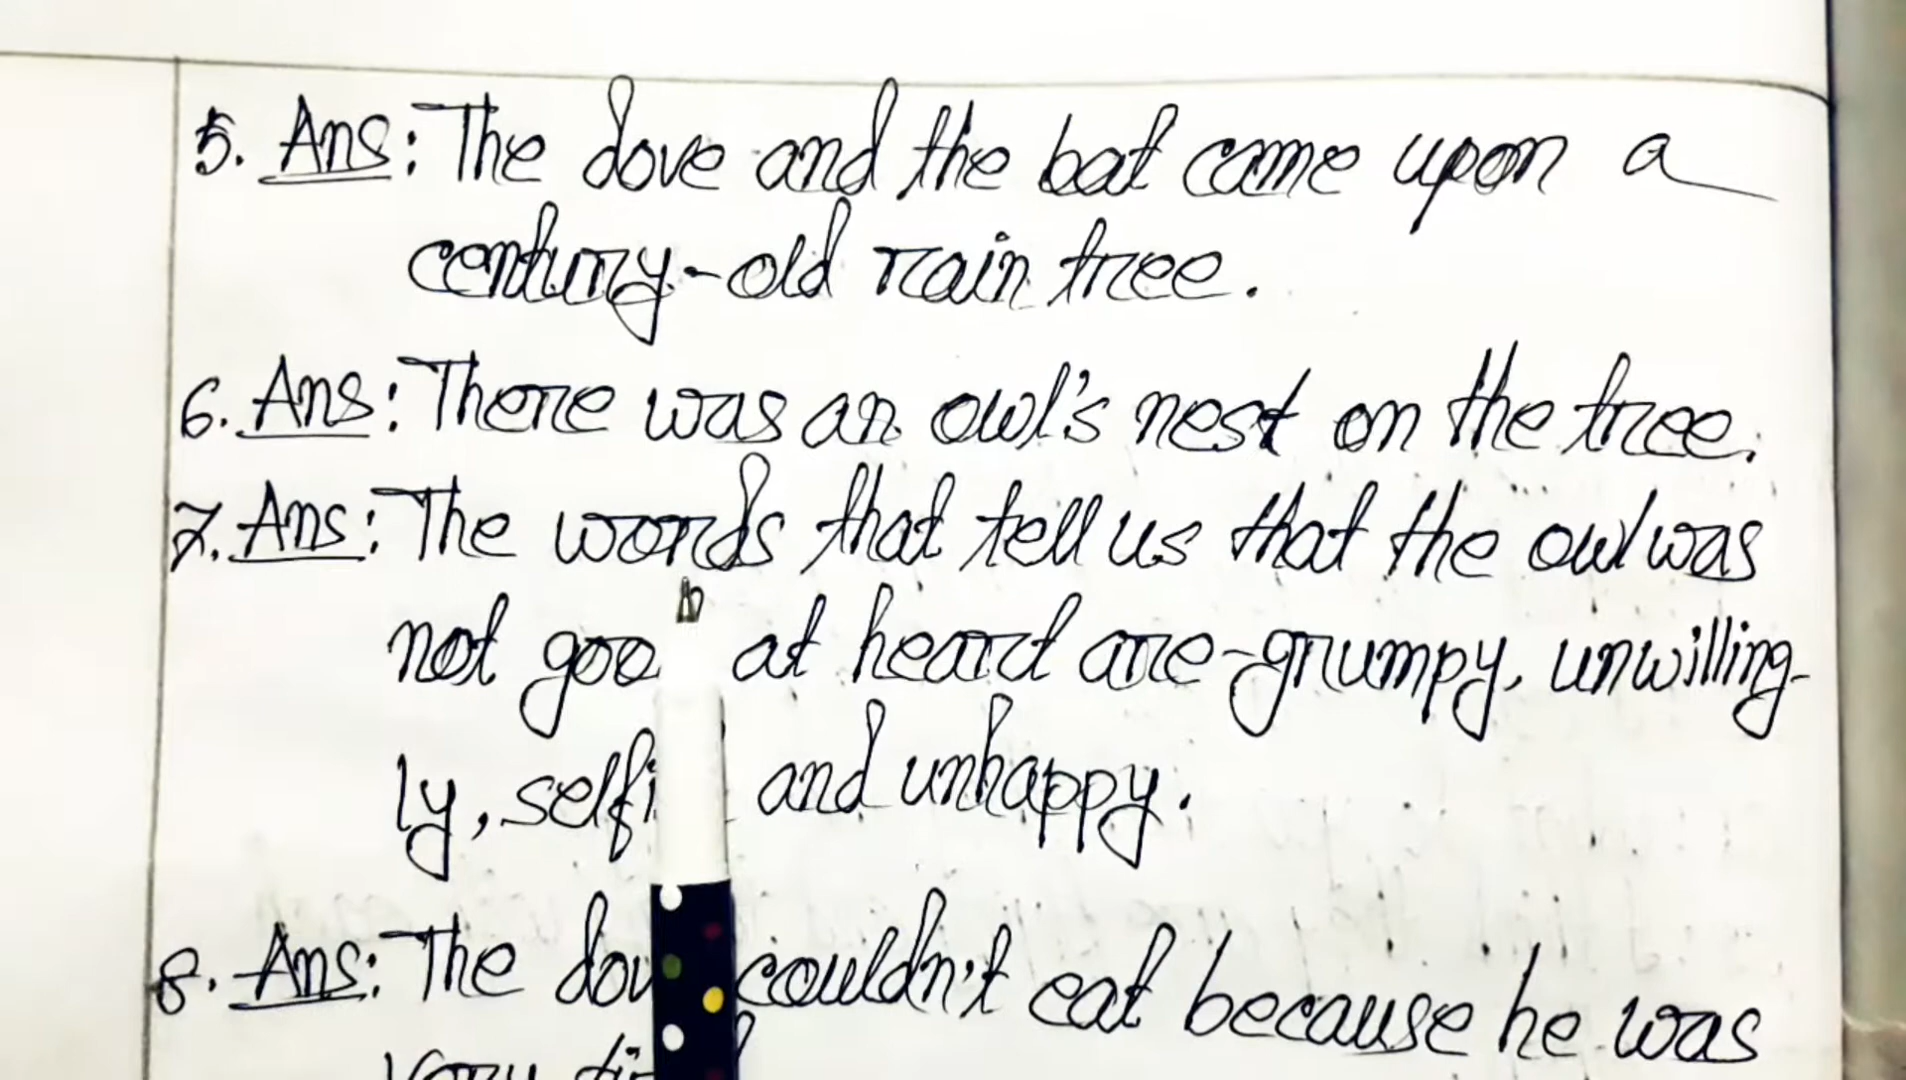 5. Ans: The dove and the bat came upon a
century-old rain tree.
6. Ans: There was an owl's nest on the tree.
7. Ans: The words that tell us that the owl was
not at heart are-grumpy, unwilling-
ly, and unhappy.
8. Ans: The couldn't eat because he was
very